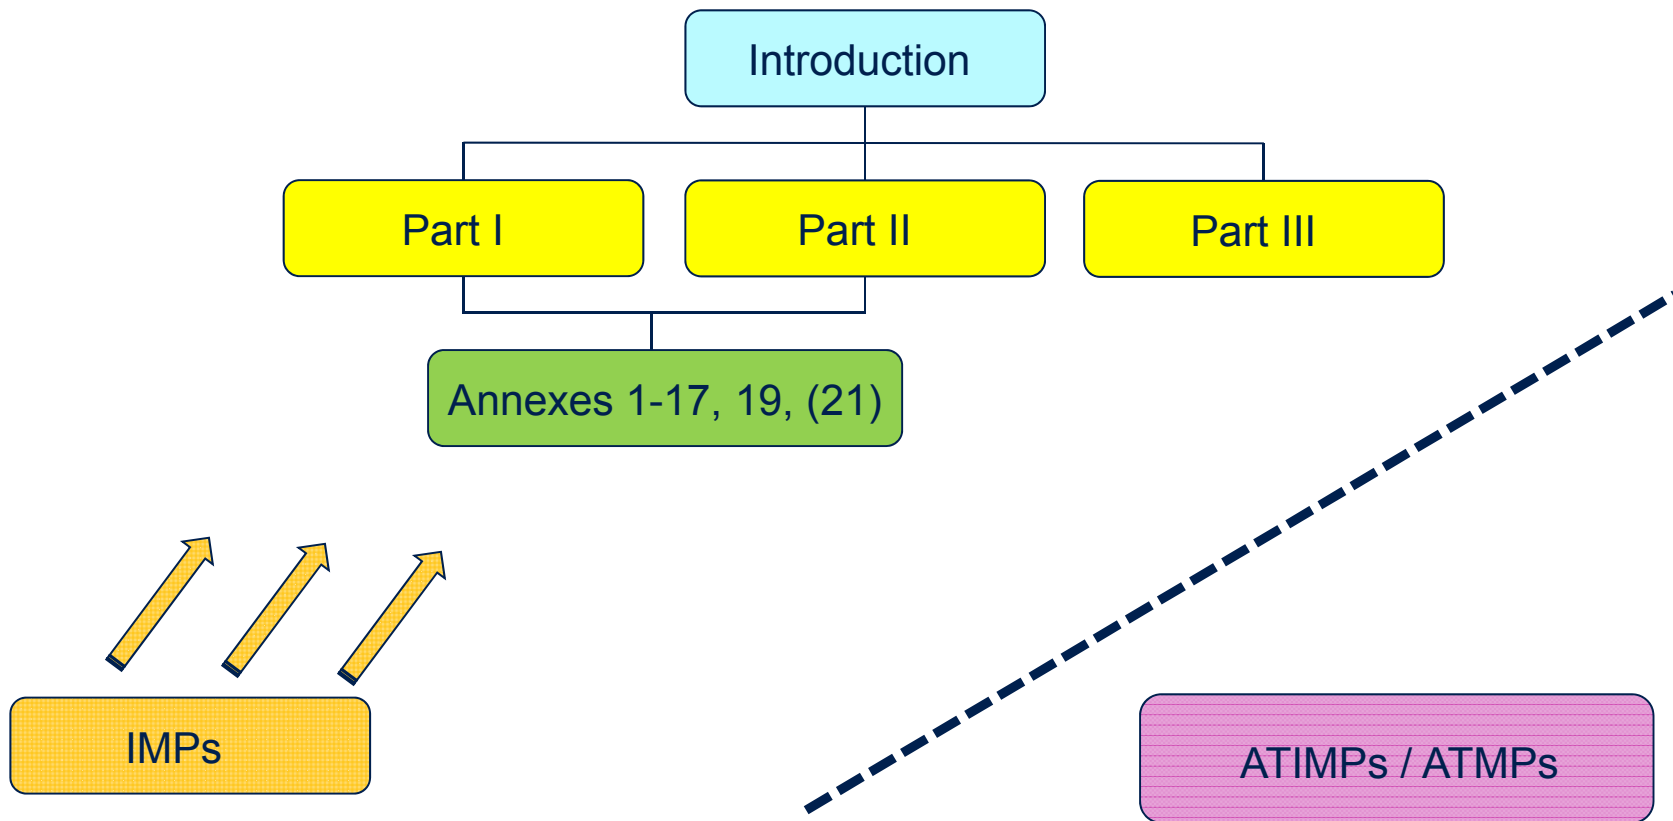 Introduction
Part I
Part II
Part III
Annexes 1-17, 19, (21)
IMPs
ATIMPs / ATMPs